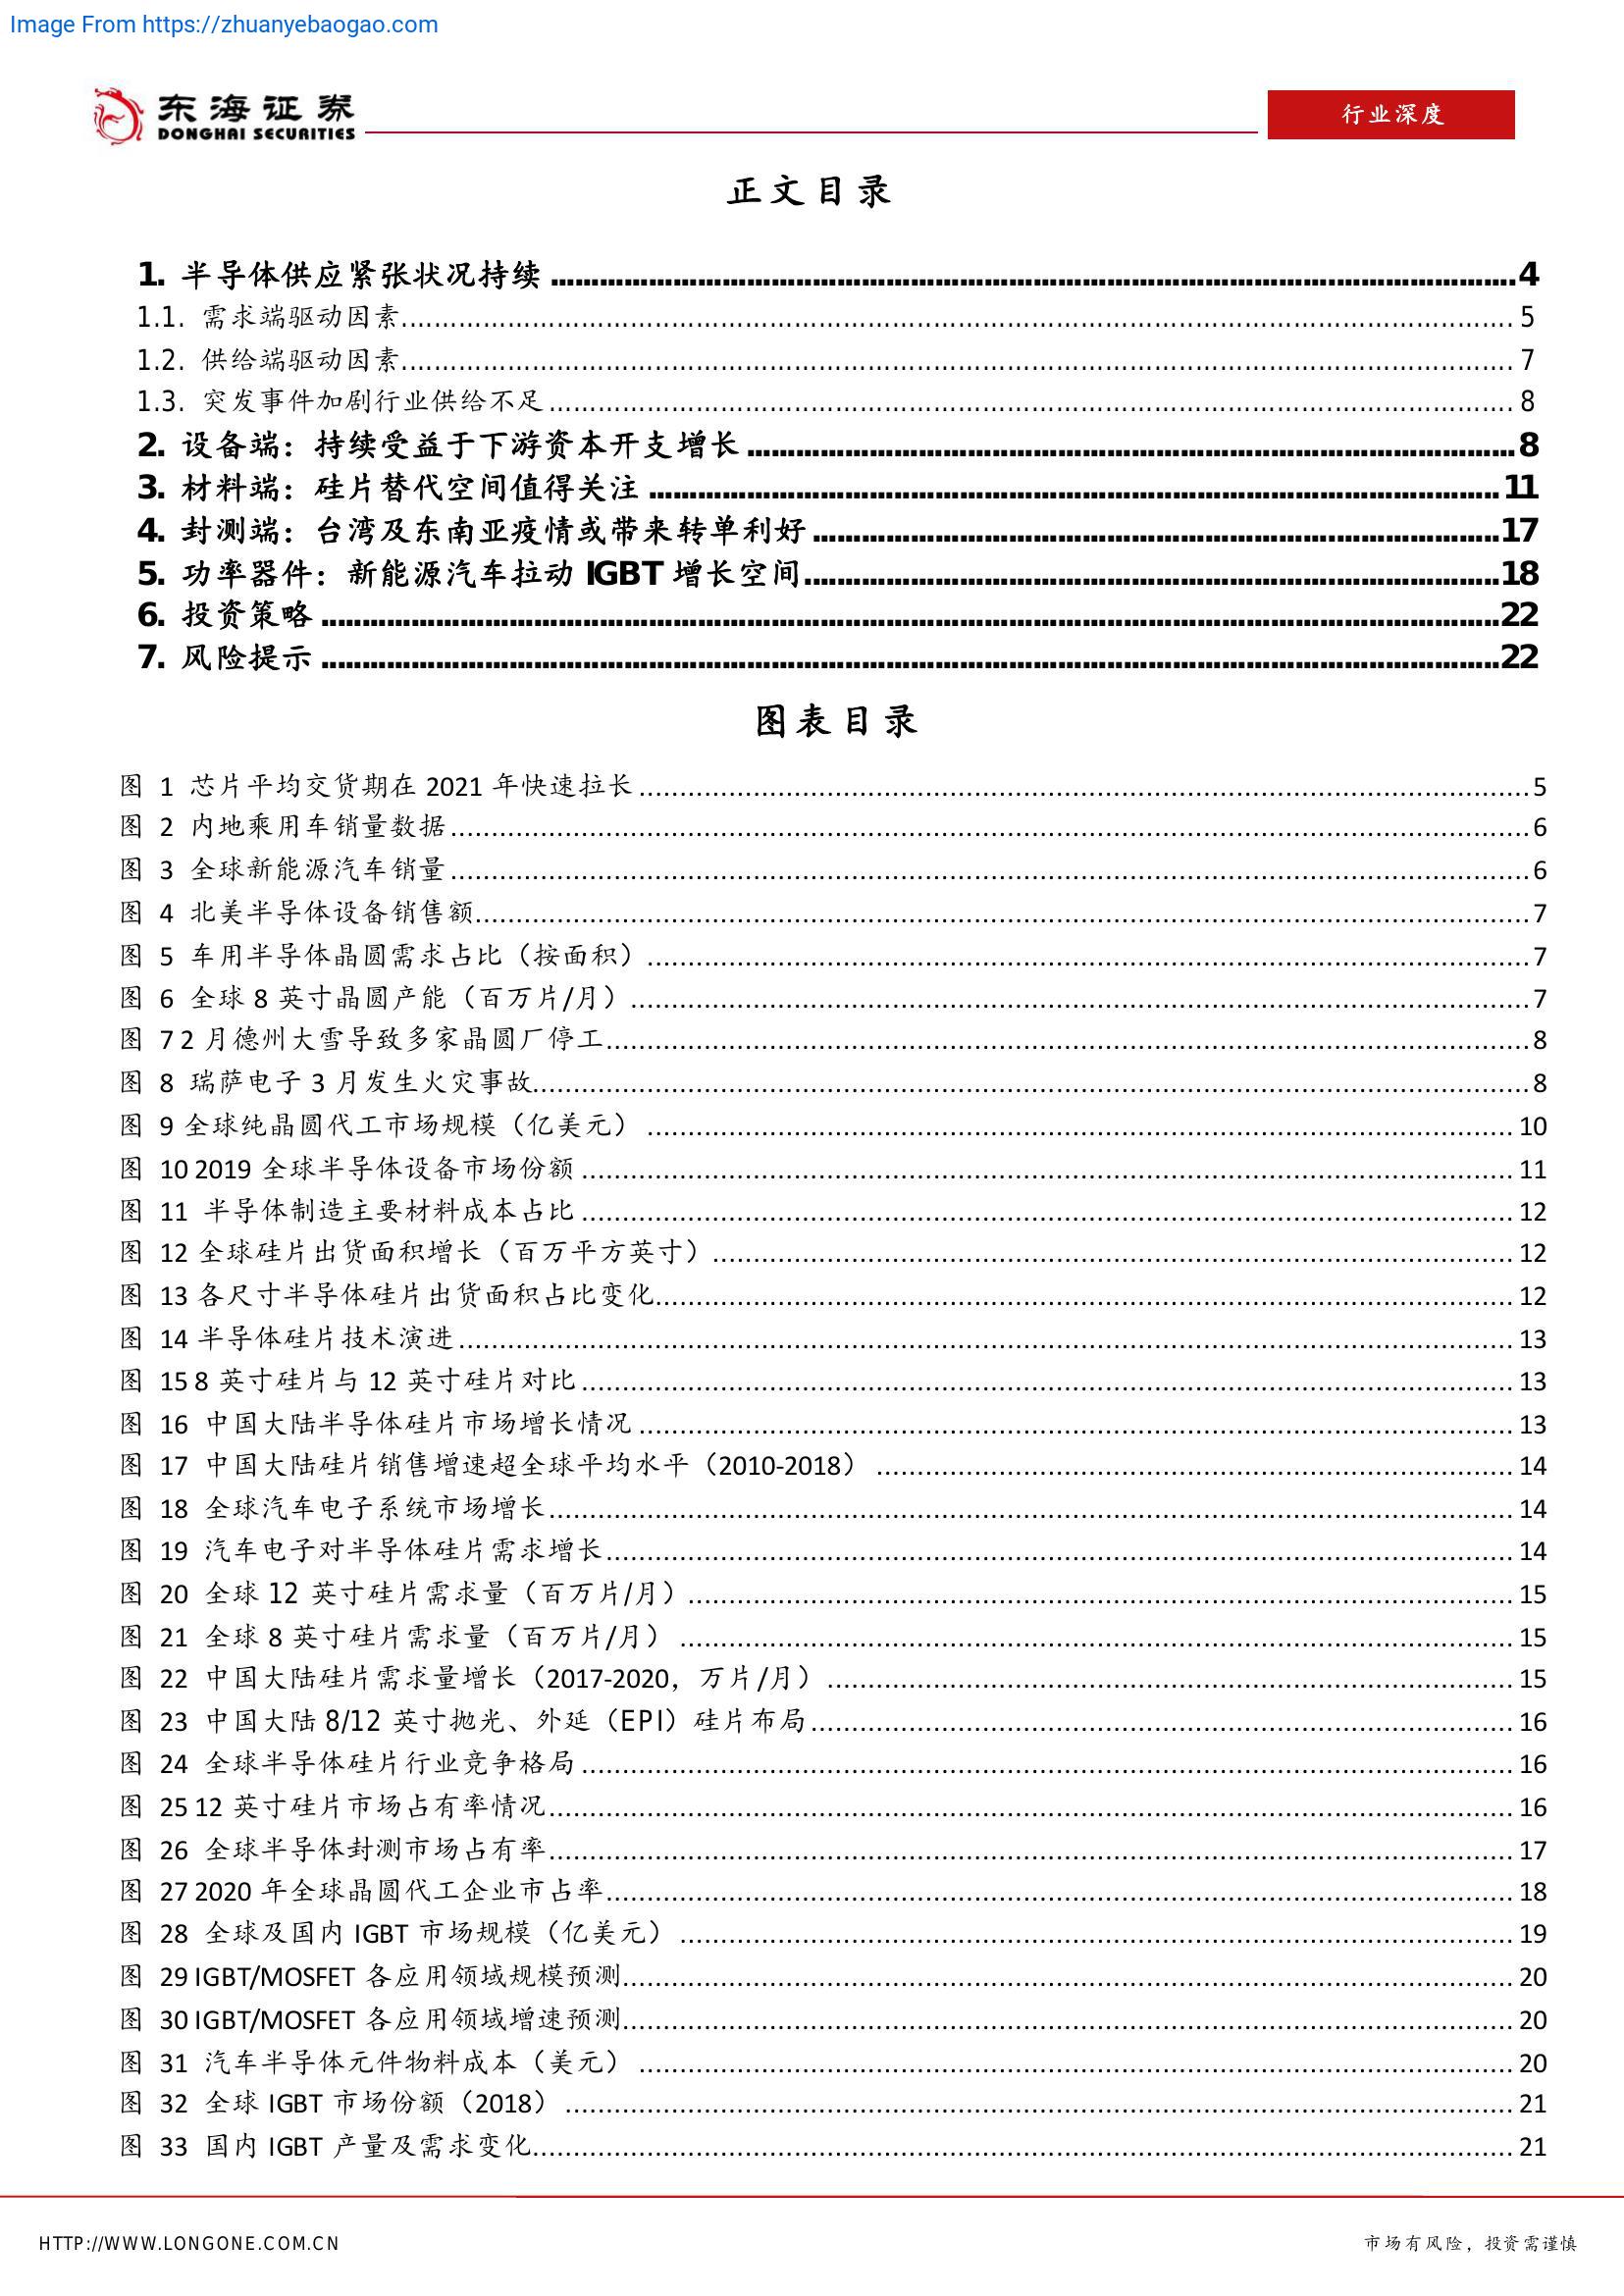 Image From https://zhuanyebaogao.com
东海证券
DONGHAI SECURITIES
行业深度
正文目录
1. 半导体供应紧张状况持续 ........ 4
1.1. 需求端驱动因素 ........ 5
1.2. 供给端驱动因素 ........ 7
1.3. 突发事件加剧行业供给不足 ........ 8
2. 设备端：持续受益于下游资本开支增长 ........ 8
3. 材料端：硅片替代空间值得关注 ........ 11
4. 封测端：台湾及东南亚疫情或带来转单利好 ........ 17
5. 功率器件：新能源汽车拉动 IGBT 增长空间 ........ 18
6. 投资策略 ........ 22
7. 风险提示 ........ 22
图表目录
图 1 芯片平均交货期在 2021 年快速拉长 ........ 5
图 2 内地乘用车销量数据 ........ 6
图 3 全球新能源汽车销量 ........ 6
图 4 北美半导体设备销售额 ........ 7
图 5 车用半导体晶圆需求占比（按面积） ........ 7
图 6 全球 8 英寸晶圆产能（百万片/月） ........ 7
图 7 2 月德州大雪导致多家晶圆厂停工 ........ 8
图 8 瑞萨电子 3 月发生火灾事故 ........ 8
图 9 全球纯晶圆代工市场规模（亿美元） ........ 10
图 10 2019 全球半导体设备市场份额 ........ 11
图 11 半导体制造主要材料成本占比 ........ 12
图 12 全球硅片出货面积增长（百万平方英寸） ........ 12
图 13 各尺寸半导体硅片出货面积占比变化 ........ 12
图 14 半导体硅片技术演进 ........ 13
图 15 8 英寸硅片与 12 英寸硅片对比 ........ 13
图 16 中国大陆半导体硅片市场增长情况 ........ 13
图 17 中国大陆硅片销售增速超全球平均水平（2010-2018） ........ 14
图 18 全球汽车电子系统市场增长 ........ 14
图 19 汽车电子对半导体硅片需求增长 ........ 14
图 20 全球 12 英寸硅片需求量（百万片/月） ........ 15
图 21 全球 8 英寸硅片需求量（百万片/月） ........ 15
图 22 中国大陆硅片需求量增长（2017-2020，万片/月） ........ 15
图 23 中国大陆 8/12 英寸抛光、外延（EPI）硅片布局 ........ 16
图 24 全球半导体硅片行业竞争格局 ........ 16
图 25 12 英寸硅片市场占有率情况 ........ 16
图 26 全球半导体封测市场占有率 ........ 17
图 27 2020 年全球晶圆代工企业市占率 ........ 18
图 28 全球及国内 IGBT 市场规模（亿美元） ........ 19
图 29 IGBT/MOSFET 各应用领域规模预测 ........ 20
图 30 IGBT/MOSFET 各应用领域增速预测 ........ 20
图 31 汽车半导体元件物料成本（美元） ........ 20
图 32 全球 IGBT 市场份额（2018） ........ 21
图 33 国内 IGBT 产量及需求变化 ........ 21
HTTP://WWW.LONGONE.COM.CN
市场有风险，投资需谨慎